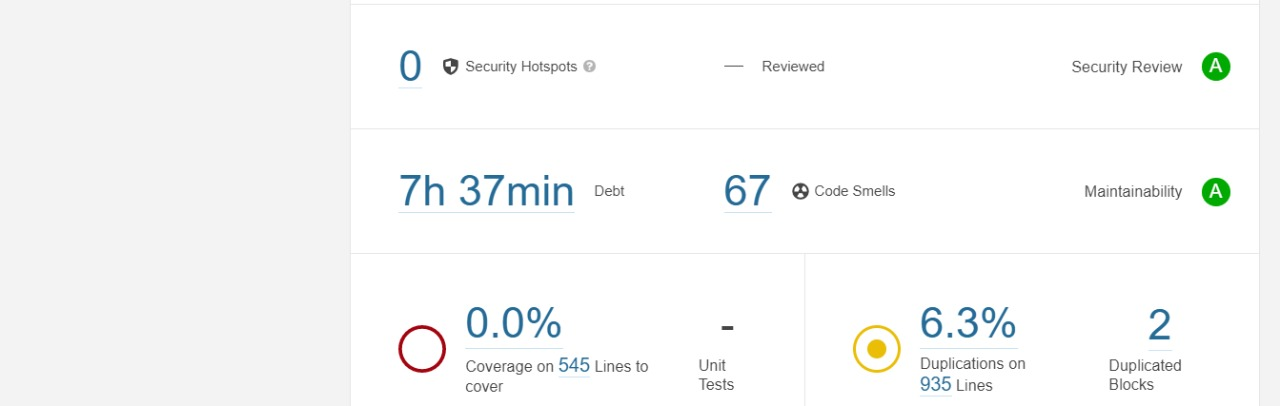 0 Security Hotspots ? — Reviewed Security Review A
7h 37min Debt 67 Code Smells Maintainability A
0.0%
Coverage on 545 Lines to
cover
-
Unit
Tests
6.3%
Duplications on
935 Lines
2
Duplicated
Blocks